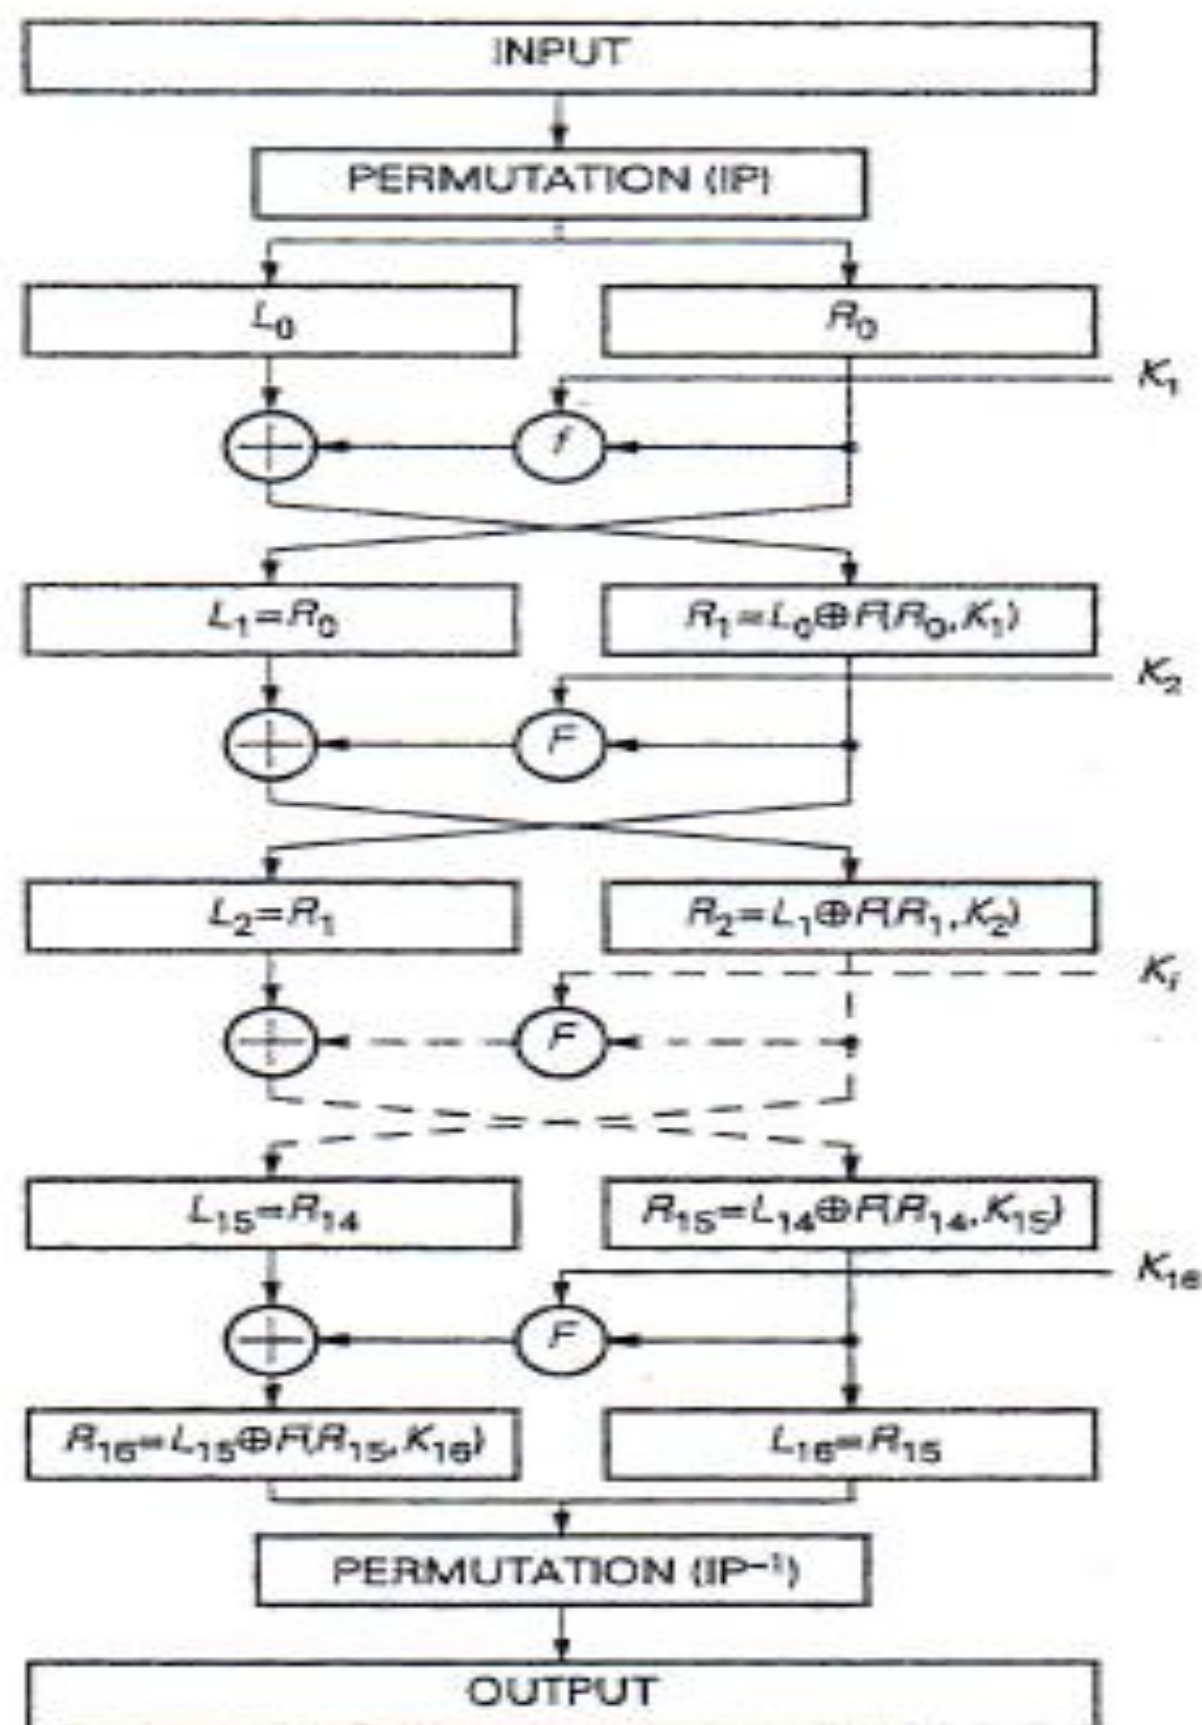 INPUT
PERMUTATION (IP)
L₀ R₀
K₁
f
L₁=R₀ R₁=L₀⊕F(R₀,K₁)
K₂
F
L₂=R₁ R₂=L₁⊕F(R₁,K₂)
Kᵢ
F
L₁₅=R₁₄ R₁₅=L₁₄⊕F(R₁₄,K₁₅)
K₁₆
F
R₁₆=L₁₅⊕F(R₁₅,K₁₆) L₁₆=R₁₅
PERMUTATION (IP⁻¹)
OUTPUT